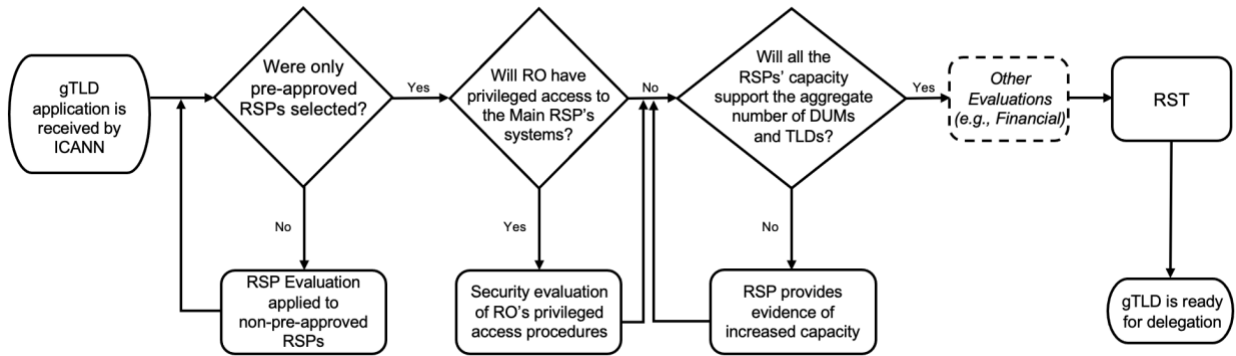 gTLD
application is
received by
ICANN
Were only
pre-approved
RSPs selected?
Yes
No
RSP Evaluation
applied to
non-pre-approved
RSPs
Will RO have
privileged access to
the Main RSP's
systems?
No
Yes
Security evaluation
of RO's privileged
access procedures
Will all the
RSPs' capacity
support the aggregate
number of DUMs
and TLDs?
Yes
No
RSP provides
evidence of
increased capacity
Other
Evaluations
(e.g., Financial)
RST
gTLD is ready
for delegation